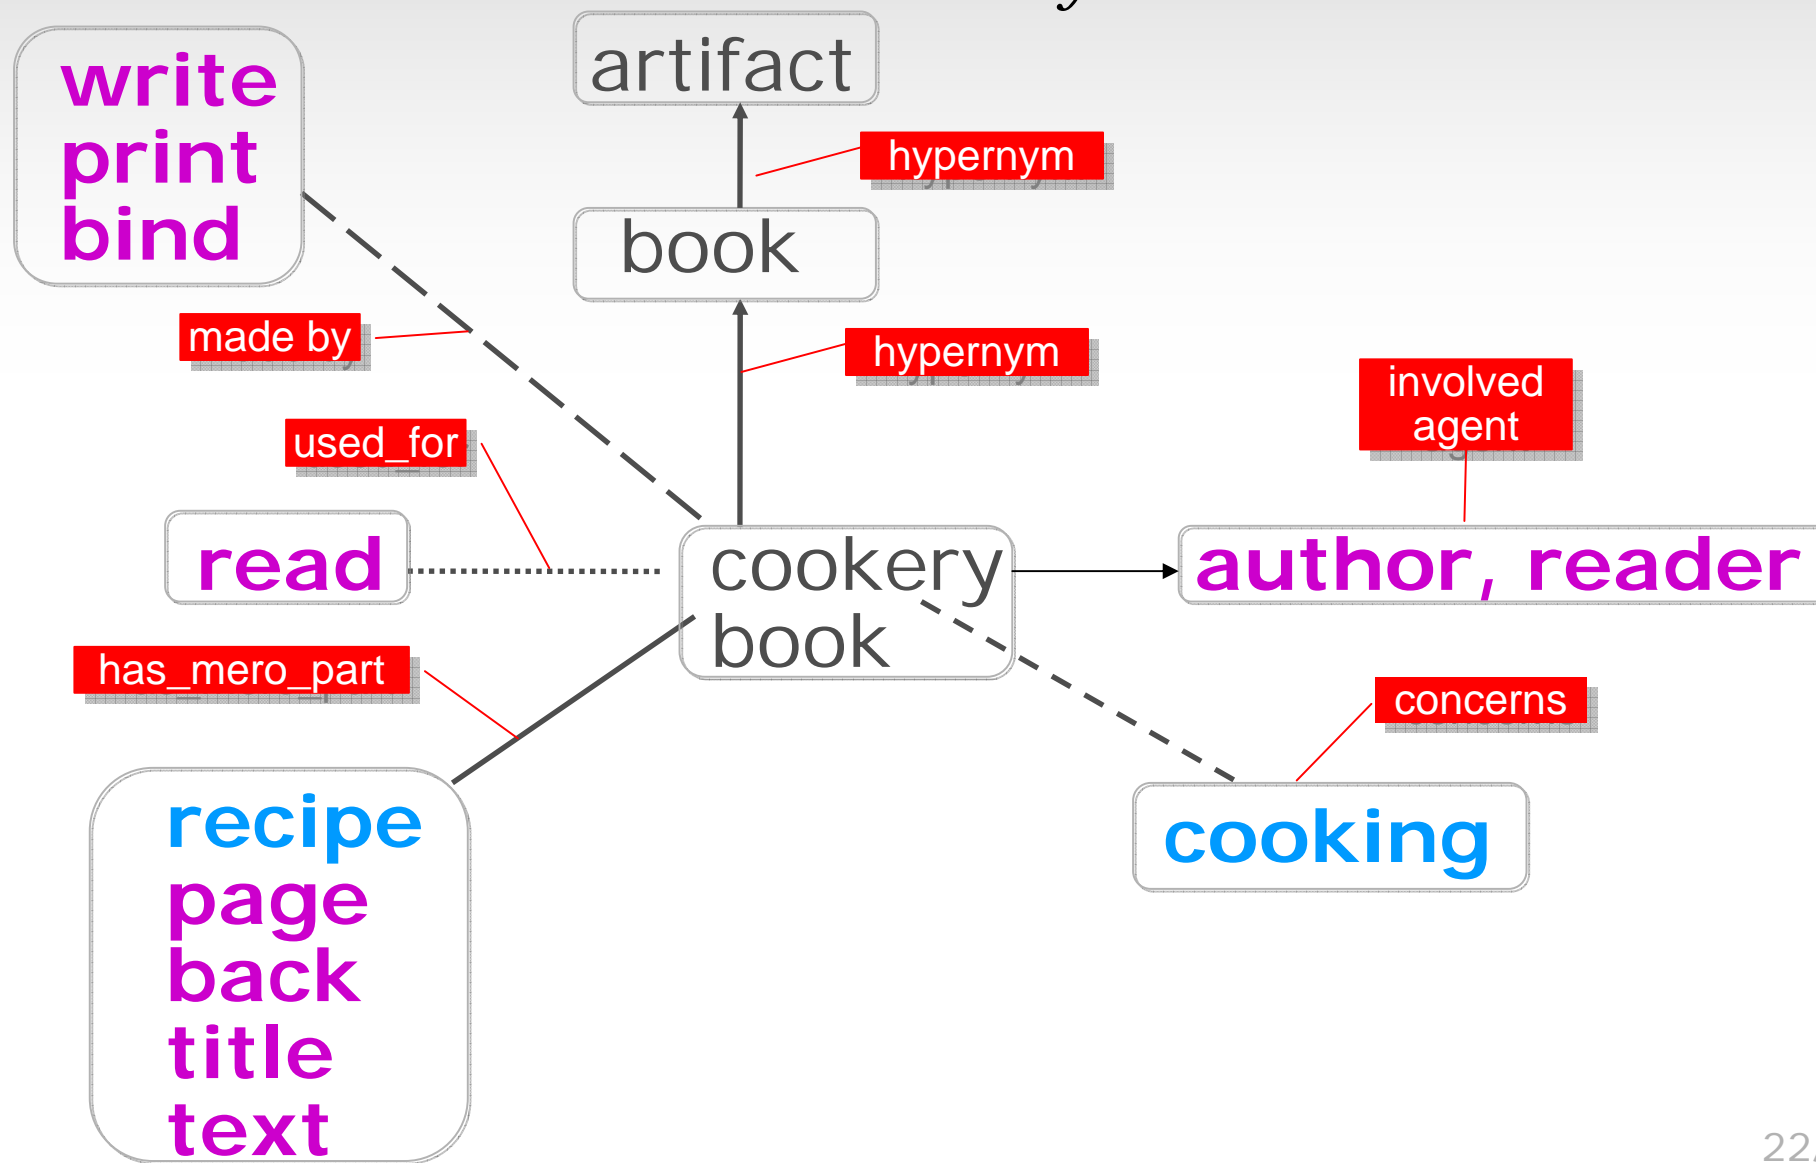 artifact
write
print
bind
hypernym
book
made by
hypernym
used_for
involved
agent
read
cookery
book
author, reader
has_mero_part
concerns
recipe
page
back
title
text
cooking
22